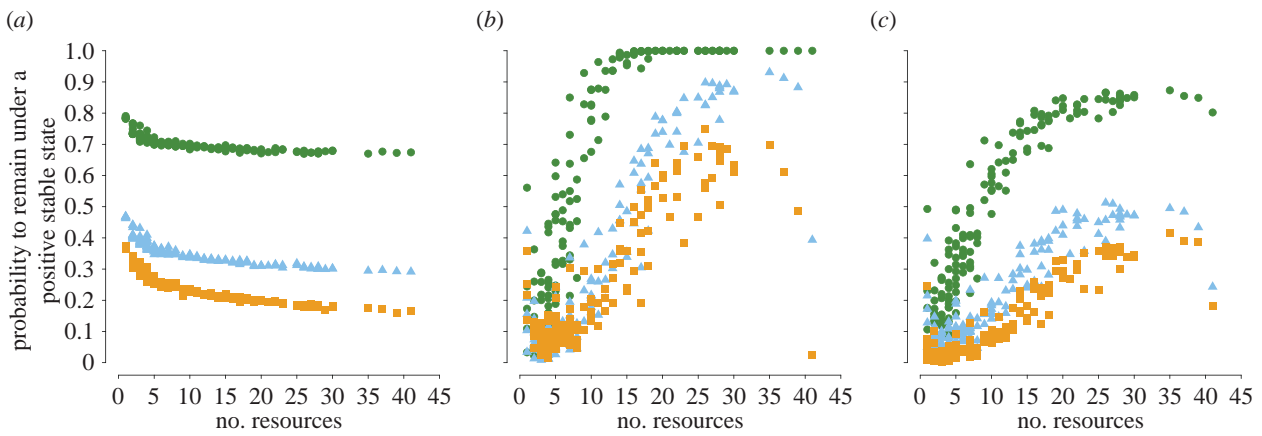 (a)
(b)
(c)
probability to remain under a
positive stable state
1.0
0.9
0.8
0.7
0.6
0.5
0.4
0.3
0.2
0.1
0
0 5 10 15 20 25 30 35 40 45
0 5 10 15 20 25 30 35 40 45
0 5 10 15 20 25 30 35 40 45
no. resources
no. resources
no. resources